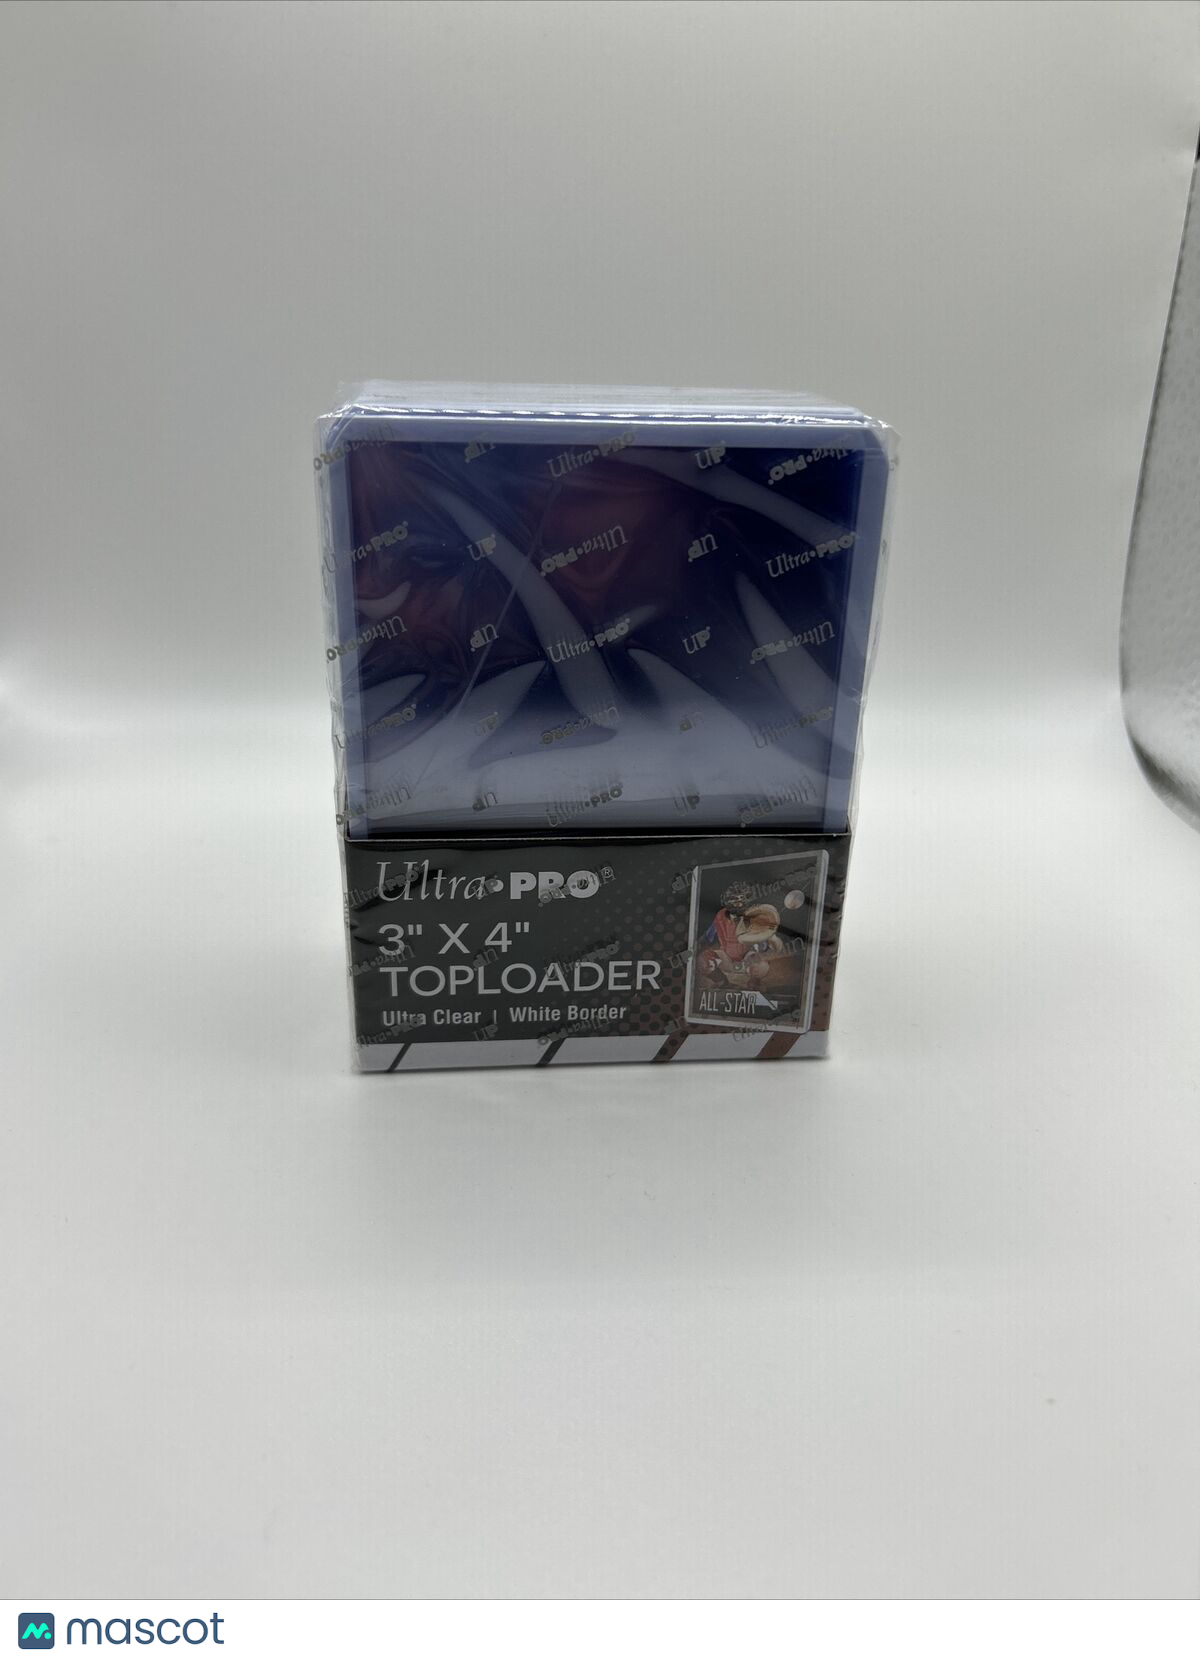 Ultra•PRO®
3" X 4"
TOPLOADER
Ultra Clear | White Border
ALL-STAR
mascot